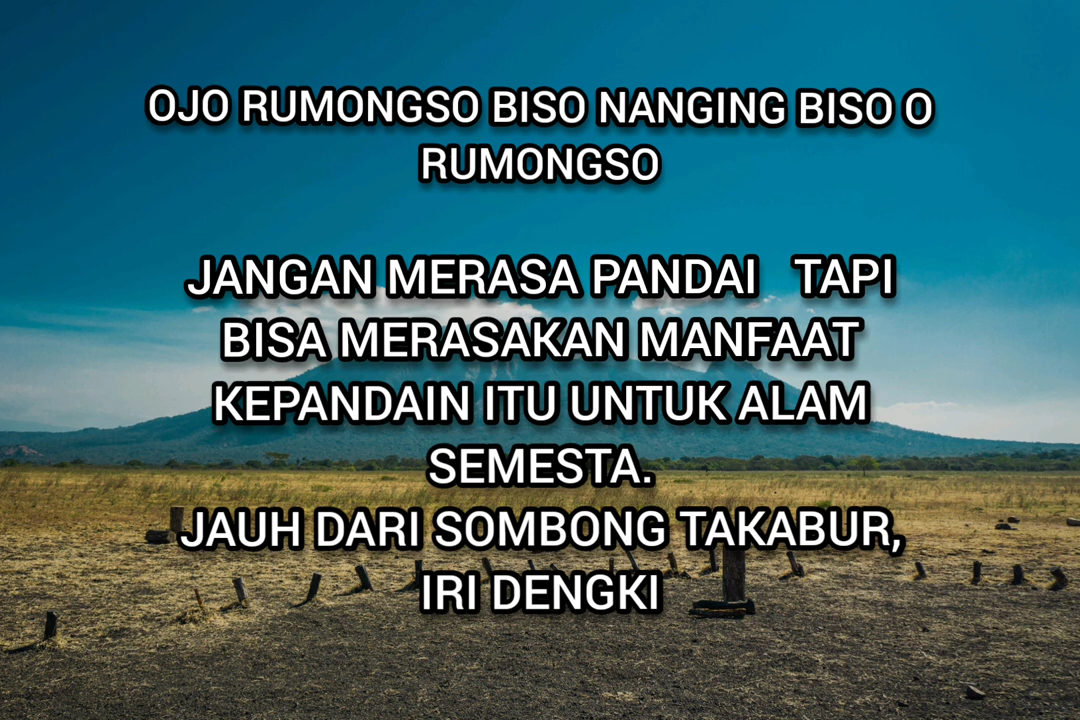 OJO RUMONGSO BISO NANGING BISO O
RUMONGSO
JANGAN MERASA PANDAI TAPI
BISA MERASAKAN MANFAAT
KEPANDAIN ITU UNTUK ALAM
SEMESTA.
JAUH DARI SOMBONG TAKABUR,
IRI DENGKI